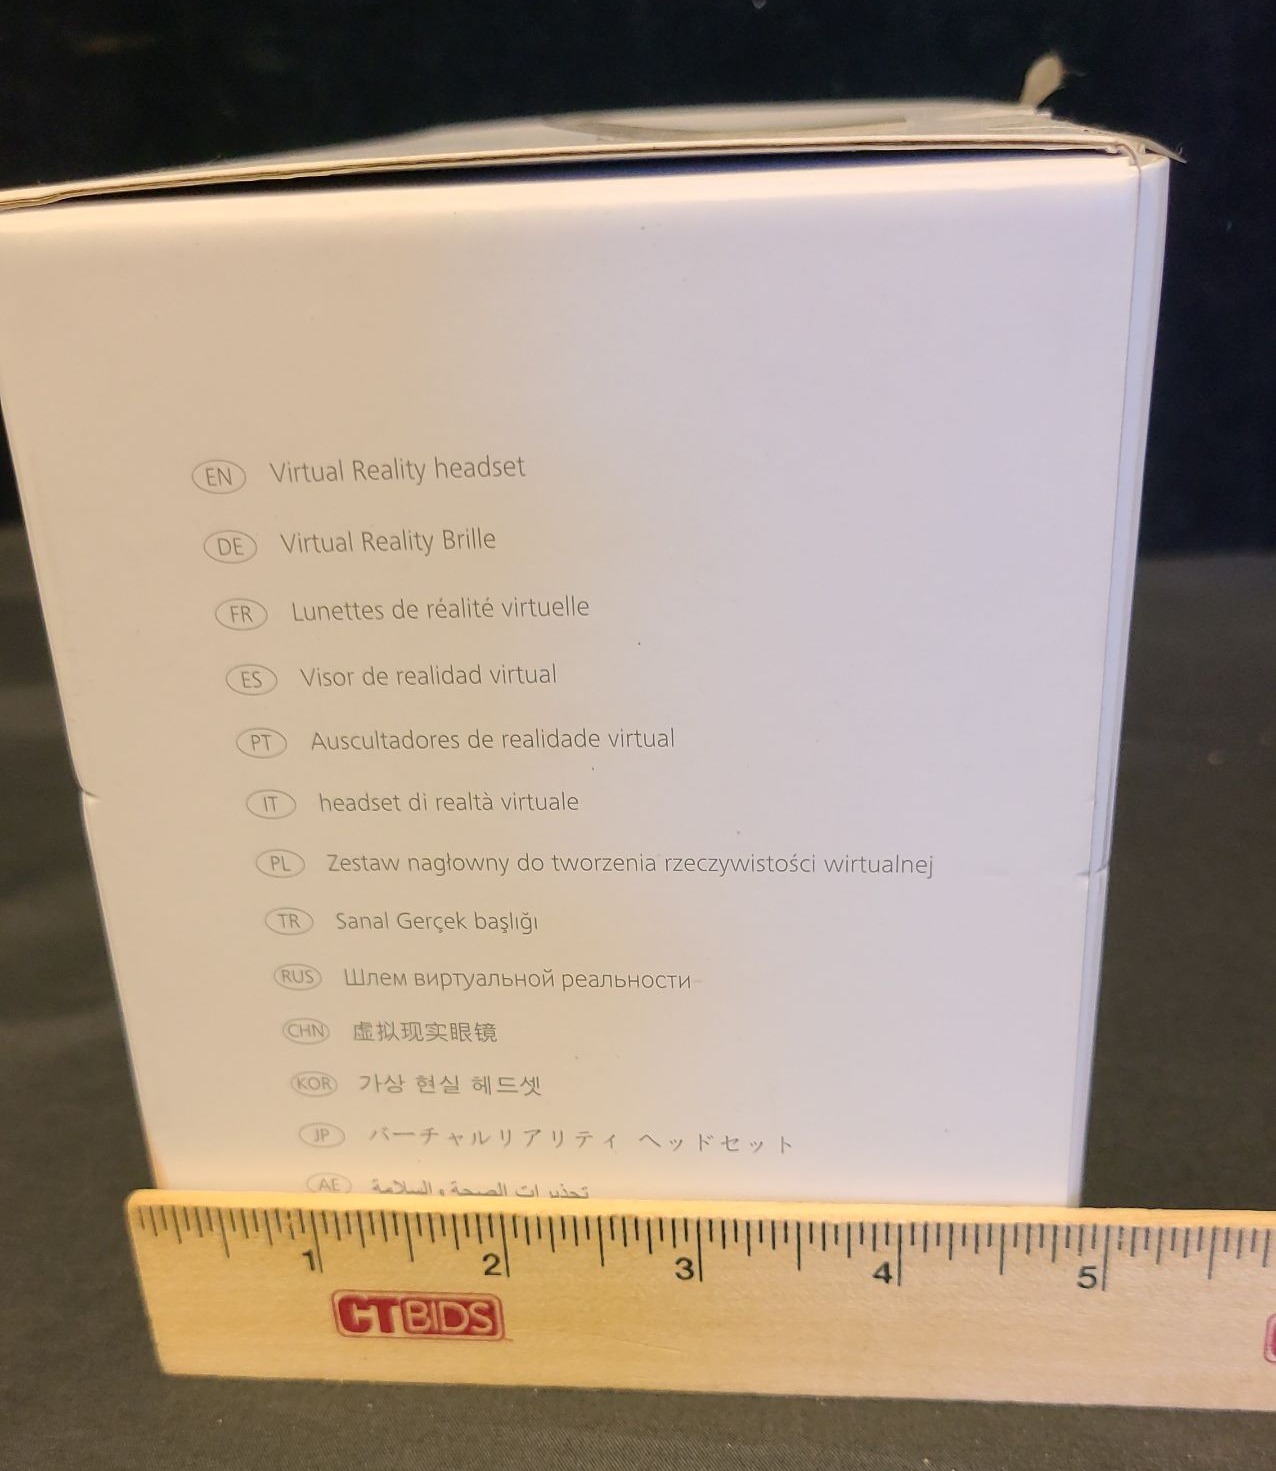 EN Virtual Reality headset
DE Virtual Reality Brille
FR Lunettes de réalité virtuelle
ES Visor de realidad virtual
PT Auscultadores de realidade virtual
IT headset di realtà virtuale
PL Zestaw nagłowny do tworzenia rzeczywistości wirtualnej
TR Sanal Gerçek başlığı
RUS Шлем виртуальной реальности
CHN 虚拟现实眼镜
KOR 가상 현실 헤드셋
JP バーチャルリアリティ ヘッドセット
AE تحذيرات الصحة والسلامة
1 2 3 4 5
CTBIDS